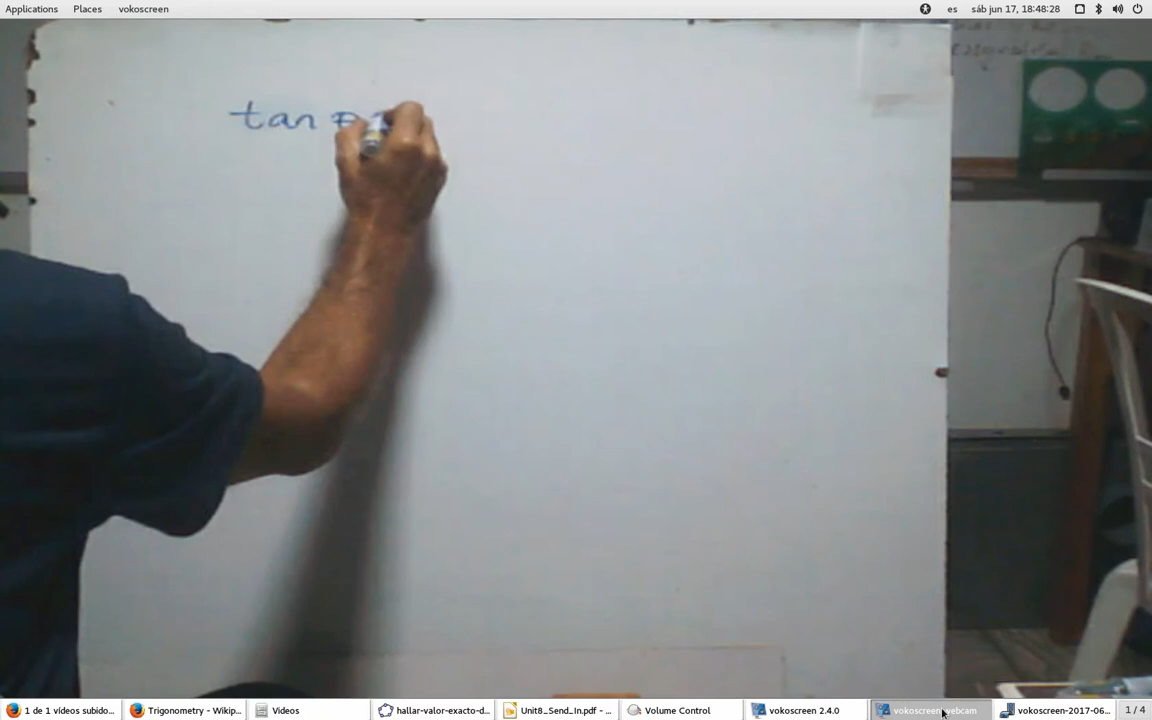 Applications Places vokoscreen es sáb jun 17, 18:48:28
tan
1 de 1 vídeos subido... Trigonometry - Wikip... Videos hallar-valor-exacto-d... Unit8_Send_In.pdf - ... Volume Control vokoscreen 2.4.0 vokoscreen webcam vokoscreen-2017-06... 1 / 4